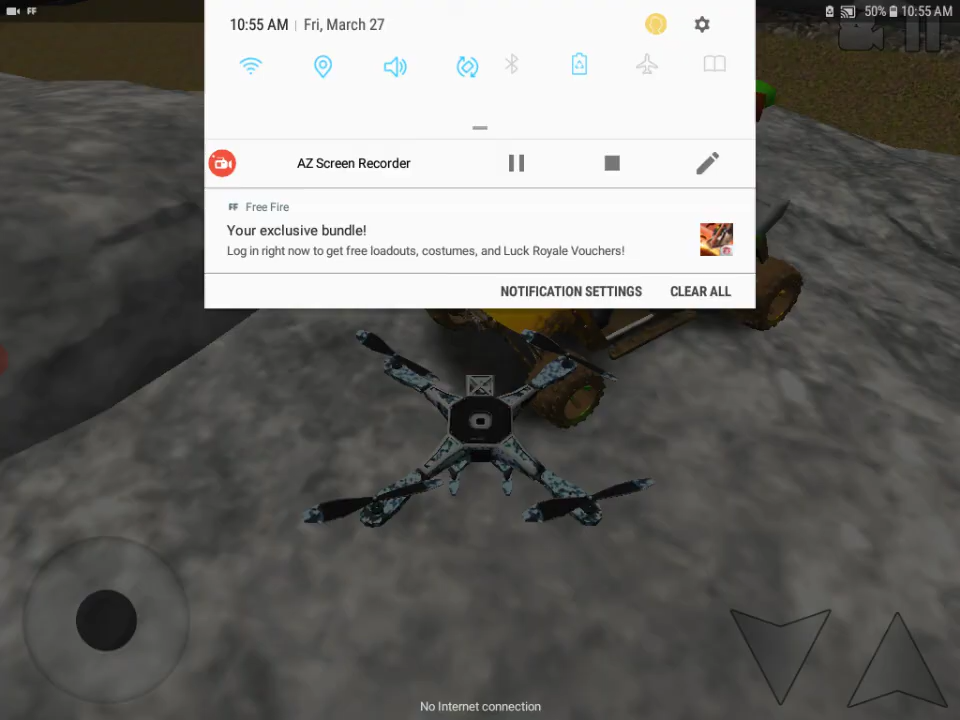 FF
50% 10:55 AM
10:55 AM | Fri, March 27
AZ Screen Recorder
FF Free Fire
Your exclusive bundle!
Log in right now to get free loadouts, costumes, and Luck Royale Vouchers!
NOTIFICATION SETTINGS CLEAR ALL
No Internet connection